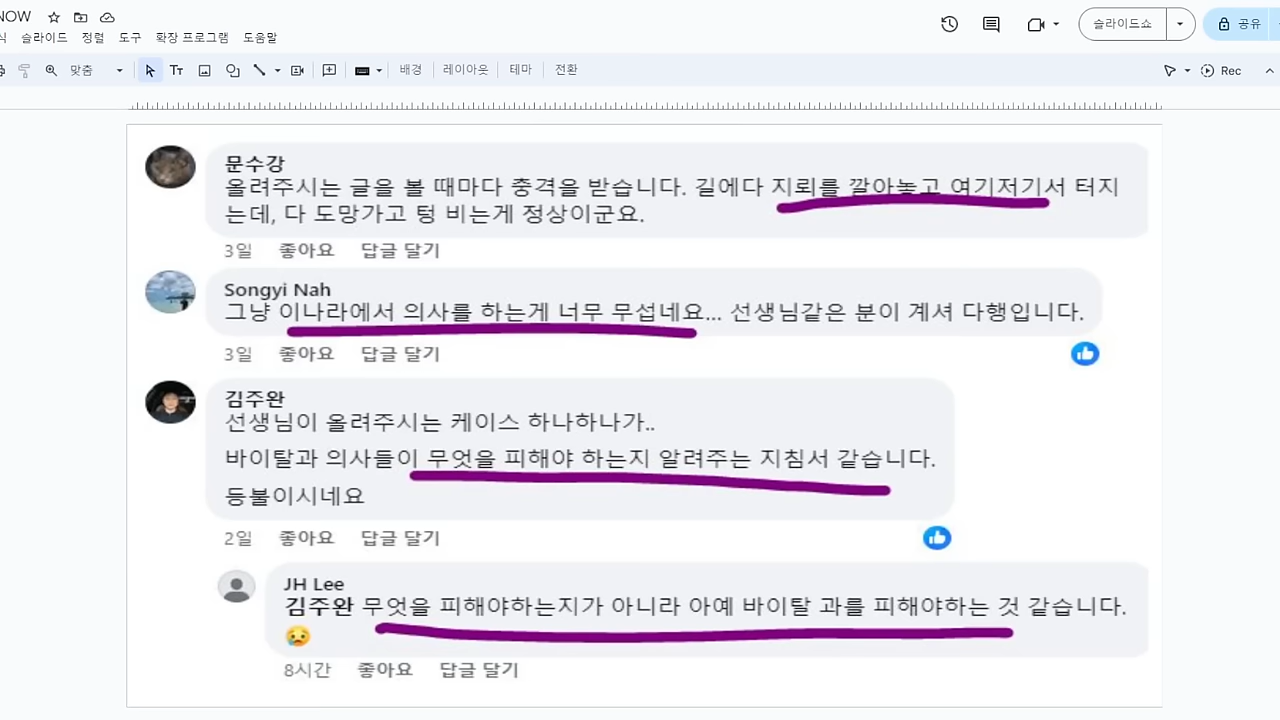 NOW
식 슬라이드 정렬 도구 확장 프로그램 도움말
슬라이드쇼
공유
맞춤
배경
레이아웃
테마
전환
Rec
문수강
올려주시는 글을 볼 때마다 충격을 받습니다. 길에다 지뢰를 깔아놓고 여기저기서 터지
는데, 다 도망가고 텅 비는게 정상이군요.
3일 좋아요 답글 달기
Songyi Nah
그냥 이나라에서 의사를 하는게 너무 무섭네요... 선생님같은 분이 계셔 다행입니다.
3일 좋아요 답글 달기
김주완
선생님이 올려주시는 케이스 하나하나가..
바이탈과 의사들이 무엇을 피해야 하는지 알려주는 지침서 같습니다.
등불이시네요
2일 좋아요 답글 달기
JH Lee
김주완 무엇을 피해야하는지가 아니라 아예 바이탈 과를 피해야하는 것 같습니다.
8시간 좋아요 답글 달기